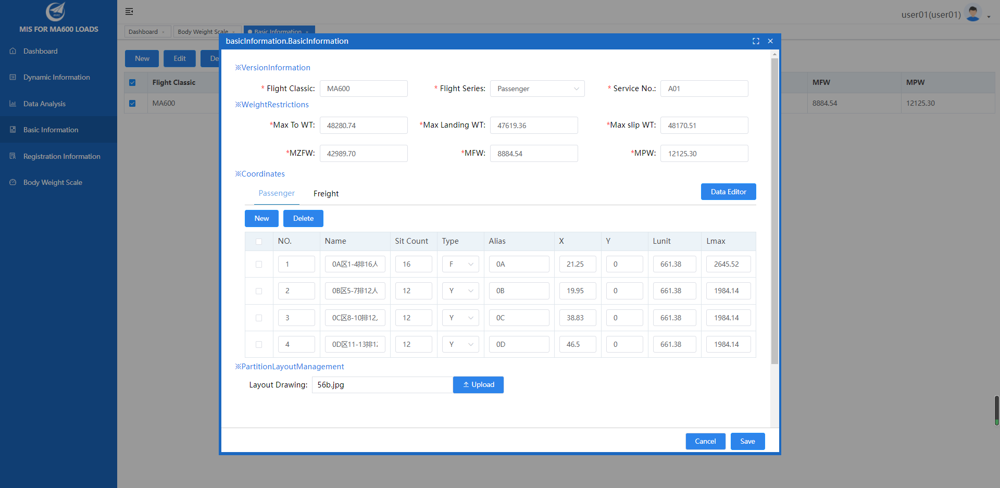 AVIC
MIS FOR MA600 LOADS
Dashboard
Dynamic Information
Data Analysis
Basic Information
Registration Information
Body Weight Scale
user01(user01)
Dashboard
Body Weight Scale
Basic Information
New
Edit
De
Flight Classic
MFW
MPW
MA600
8884.54
12125.30
basicInformation.BasicInformation
※VersionInformation
* Flight Classic: MA600 * Flight Series: Passenger * Service No.: A01
※WeightRestrictions
*Max To WT: 48280.74 *Max Landing WT: 47619.36 *Max slip WT: 48170.51
*MZFW: 42989.70 *MFW: 8884.54 *MPW: 12125.30
※Coordinates
Passenger Freight Data Editor
New Delete
NO. Name Sit Count Type Alias X Y Lunit Lmax
1 0A区1-4排16人 16 F 0A 21.25 0 661.38 2645.52
2 0B区5-7排12人 12 Y 0B 19.95 0 661.38 1984.14
3 0C区8-10排12 12 Y 0C 38.83 0 661.38 1984.14
4 0D区11-13排12 12 Y 0D 46.5 0 661.38 1984.14
※PartitionLayoutManagement
Layout Drawing: 56b.jpg Upload
Cancel Save